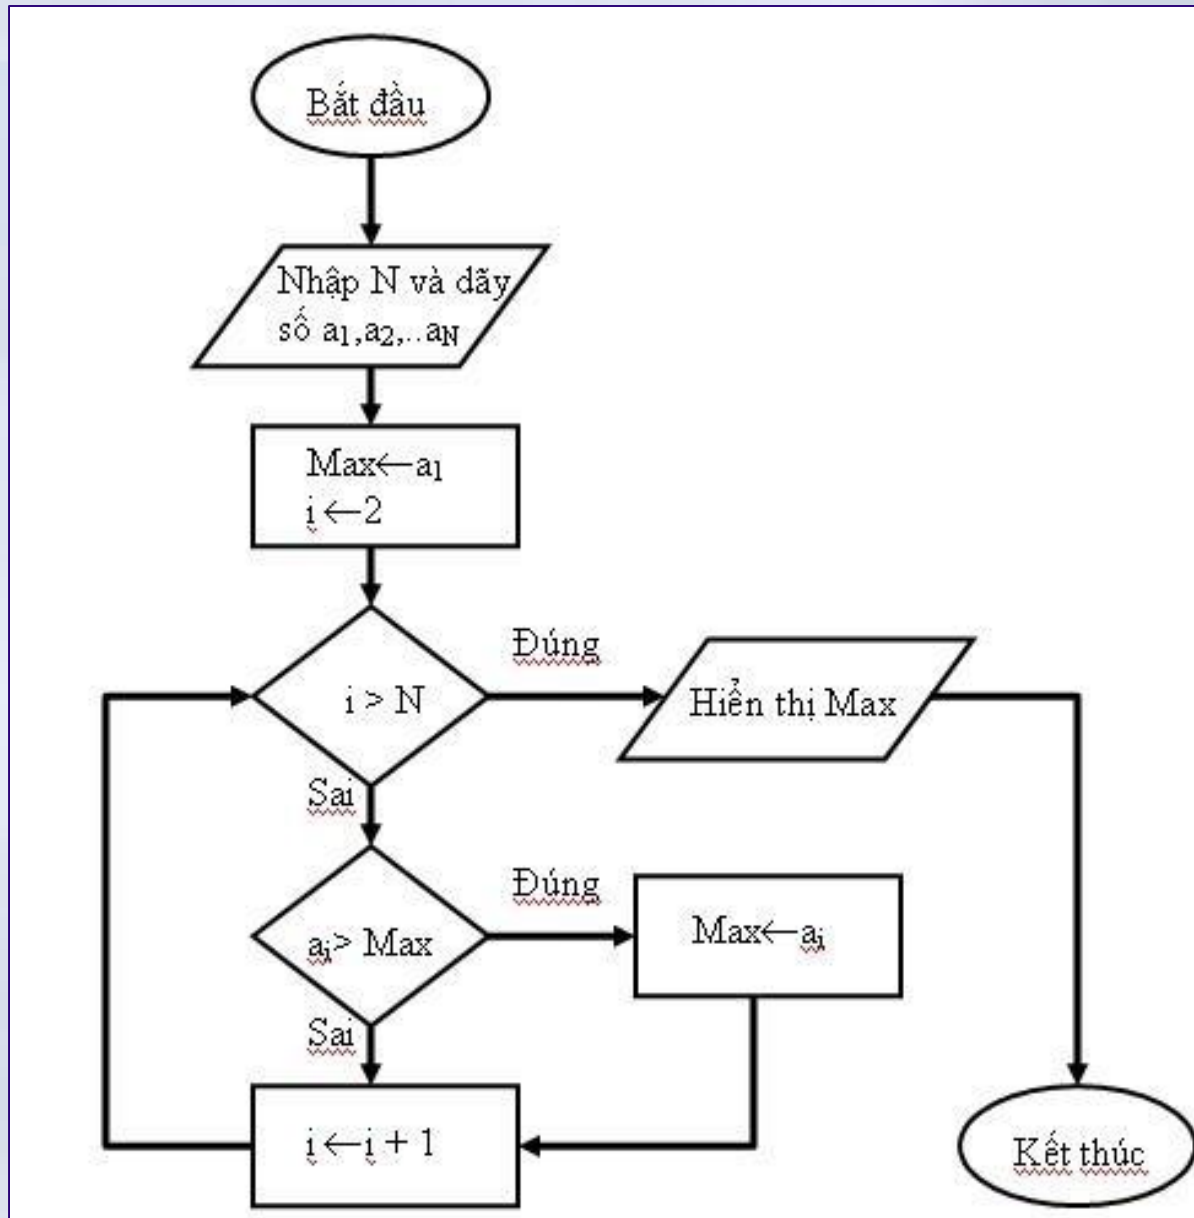 Bắt đầu
Nhập N và dãy
số a₁,a₂,..aN
Max←a₁
i ←2
i > N
Đúng
Hiển thị Max
Sai
aᵢ> Max
Đúng
Max←aᵢ
Sai
i ←i + 1
Kết thúc